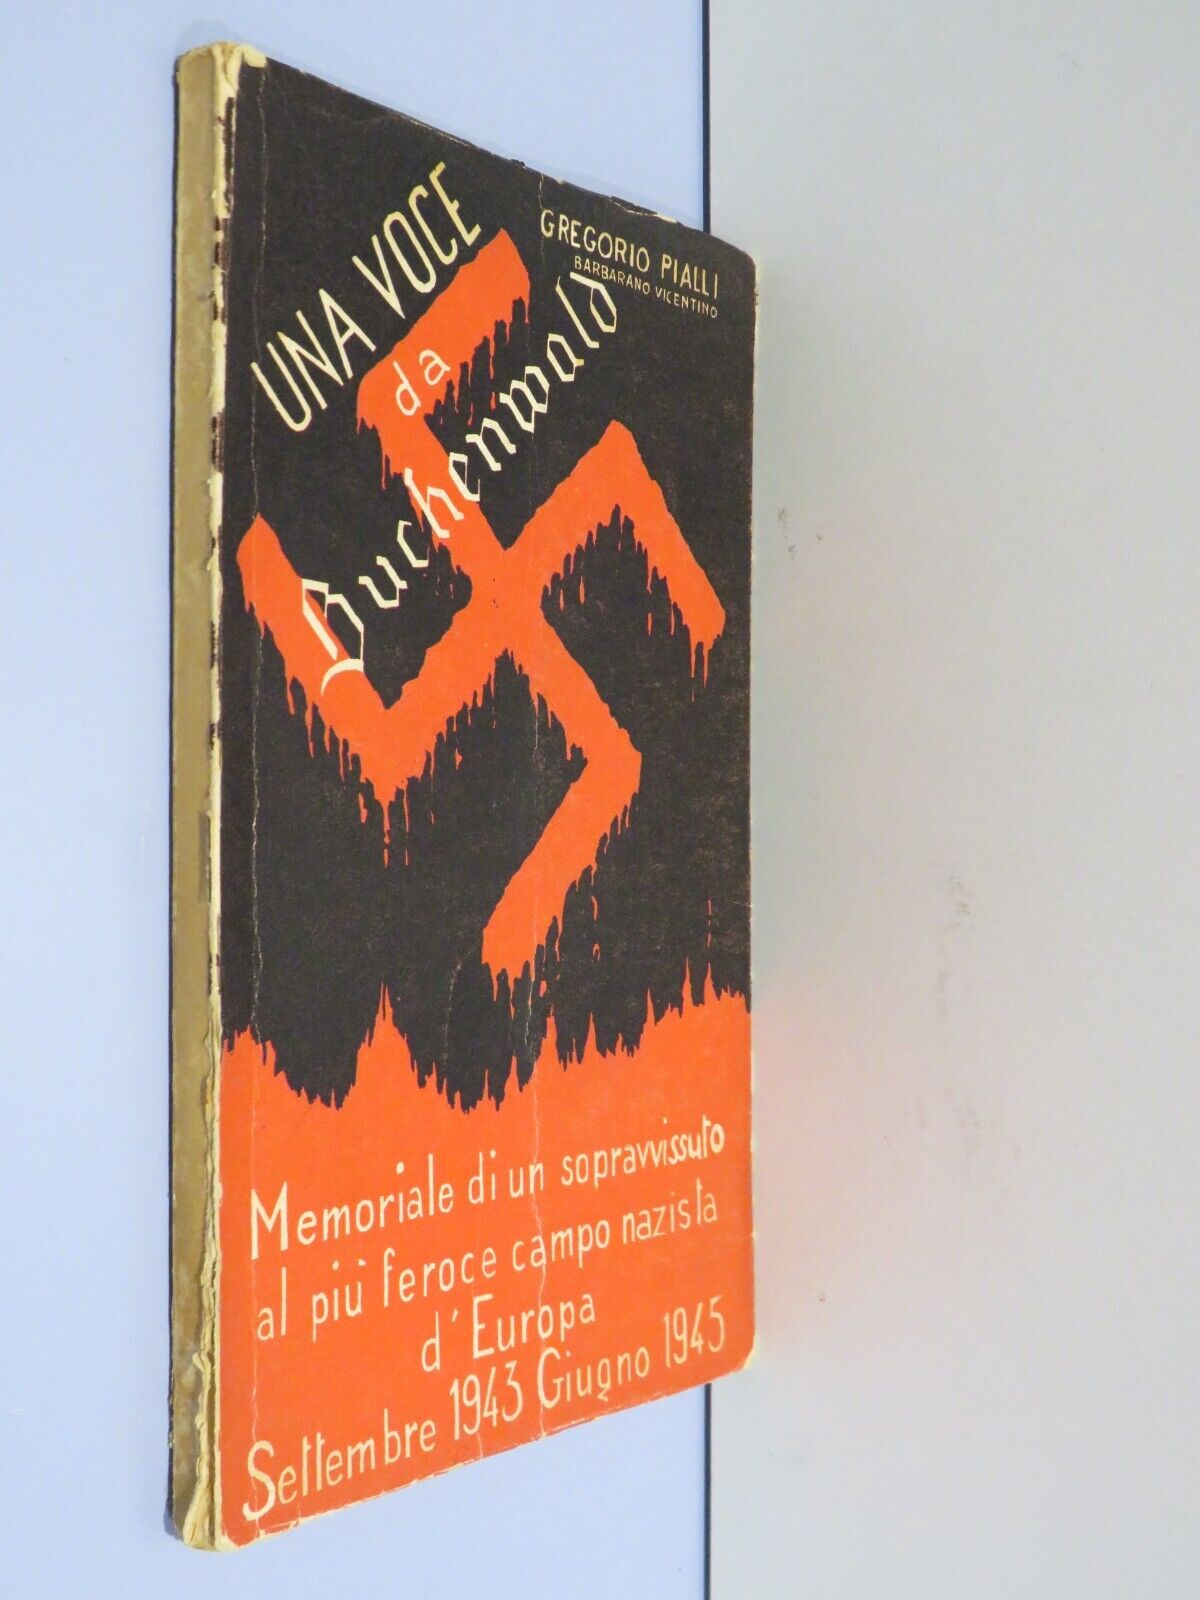 GREGORIO PIALLI
BARBARANO VICENTINO
UNA VOCE
da
Buchenwald
Memoriale di un sopravvissuto
al più feroce campo nazista
d'Europa
Settembre 1943 Giugno 1945